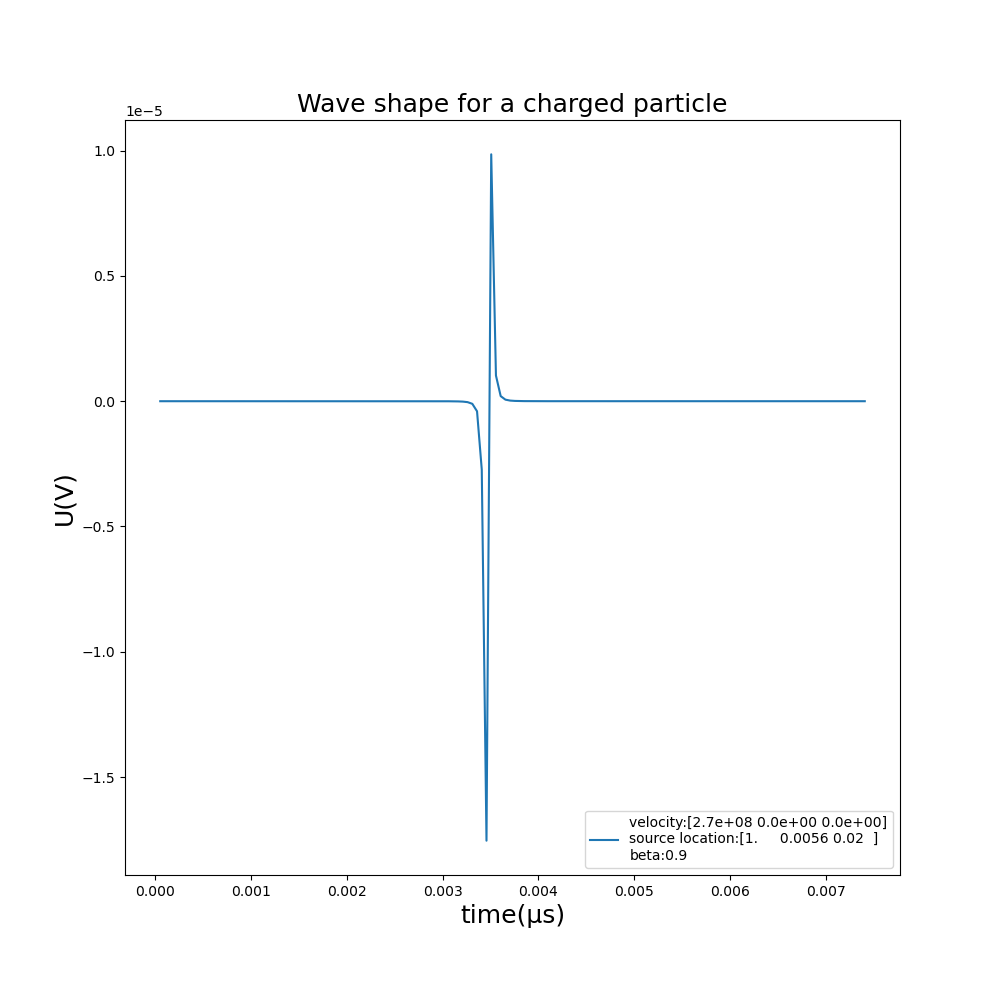 Wave shape for a charged particle
1e−5
1.0
0.5
0.0
−0.5
−1.0
−1.5
U(V)
velocity:[2.7e+08 0.0e+00 0.0e+00]
source location:[1.     0.0056 0.02  ]
beta:0.9
0.000 0.001 0.002 0.003 0.004 0.005 0.006 0.007
time(µs)